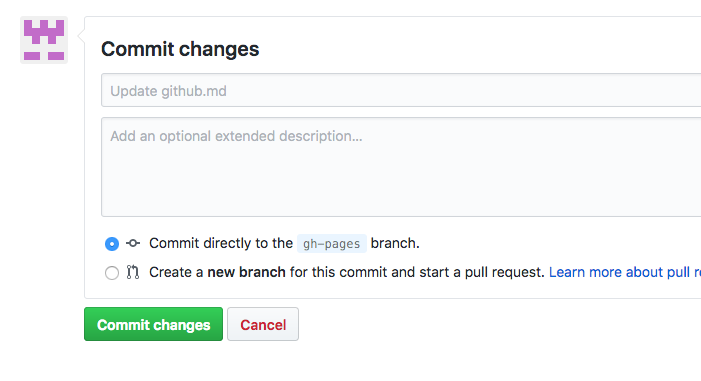 Commit changes
Update github.md
Add an optional extended description...
Commit directly to the gh-pages branch.
Create a new branch for this commit and start a pull request. Learn more about pull
Commit changes
Cancel